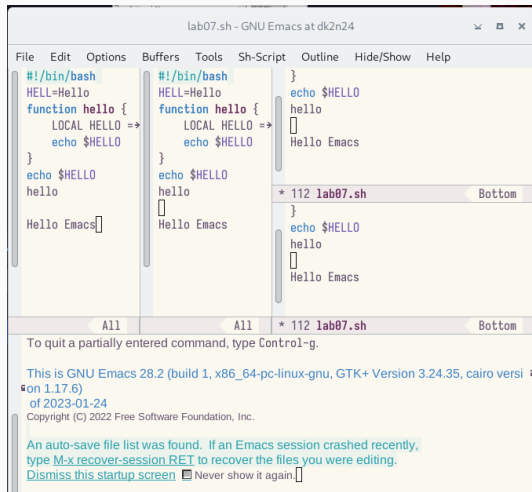 lab07.sh - GNU Emacs at dk2n24
File Edit Options Buffers Tools Sh-Script Outline Hide/Show Help
#!/bin/bash
HELL=Hello
function hello {
LOCAL HELLO =
echo $HELLO
}
echo $HELLO
hello
Hello Emacs
All
#!/bin/bash
HELL=Hello
function hello {
LOCAL HELLO =
echo $HELLO
}
echo $HELLO
hello
Hello Emacs
All
}
echo $HELLO
hello
Hello Emacs
* 112 lab07.sh Bottom
}
echo $HELLO
hello
Hello Emacs
* 112 lab07.sh Bottom
To quit a partially entered command, type Control-g.
This is GNU Emacs 28.2 (build 1, x86_64-pc-linux-gnu, GTK+ Version 3.24.35, cairo versi
on 1.17.6)
of 2023-01-24
Copyright (C) 2022 Free Software Foundation, Inc.
An auto-save file list was found. If an Emacs session crashed recently,
type M-x recover-session RET to recover the files you were editing.
Dismiss this startup screen Never show it again.